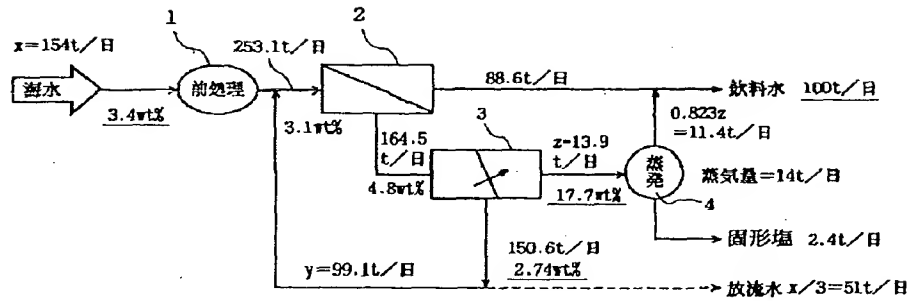 1
2
x=154t/日
253.1t/日
海水
前処理
88.6t/日
飲料水 100t/日
3.4wt%
3.1wt%
164.5
t/日
3
z=13.9
t/日
0.823z
=11.4t/日
4.8wt%
17.7wt%
蒸発
蒸気量=14t/日
4
150.6t/日
2.74wt%
固形塩 2.4t/日
y=99.1t/日
放流水 x/3=51t/日